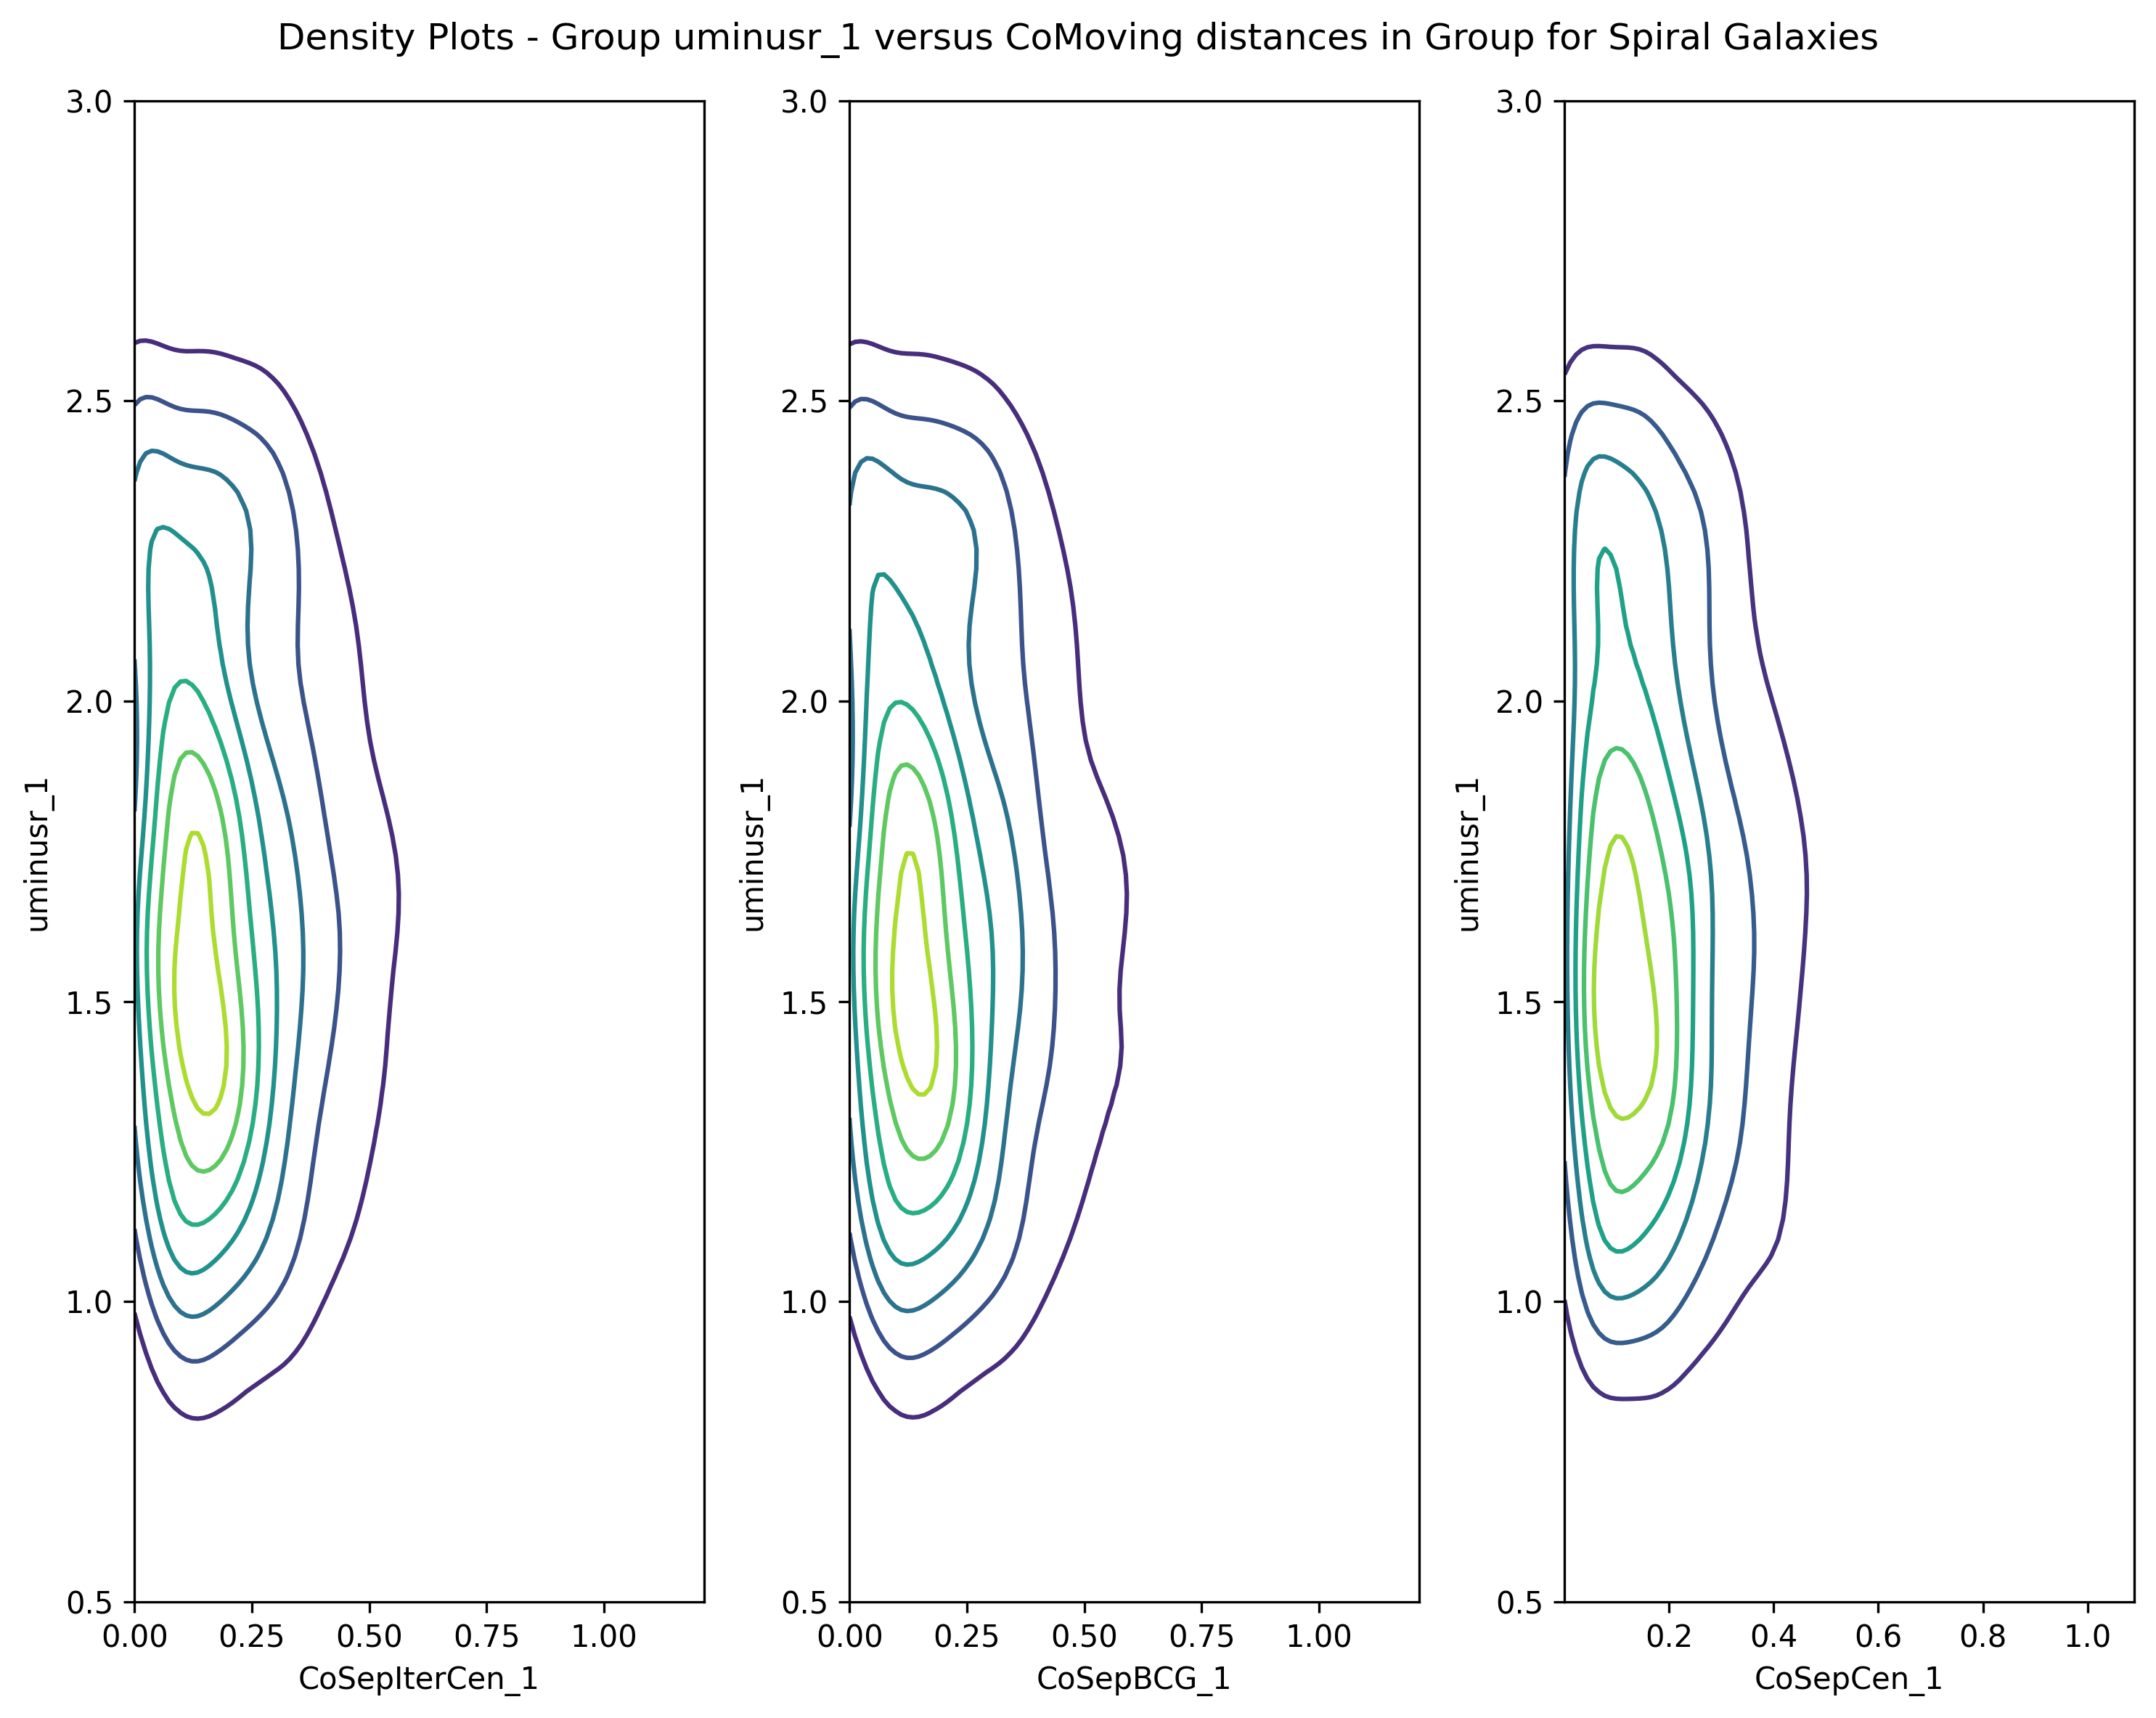 Density Plots - Group uminusr_1 versus CoMoving distances in Group for Spiral Galaxies
3.0
2.5
2.0
1.5
1.0
0.5
uminusr_1
0.00 0.25 0.50 0.75 1.00
CoSepIterCen_1
3.0
2.5
2.0
1.5
1.0
0.5
uminusr_1
0.00 0.25 0.50 0.75 1.00
CoSepBCG_1
3.0
2.5
2.0
1.5
1.0
0.5
uminusr_1
0.2 0.4 0.6 0.8 1.0
CoSepCen_1